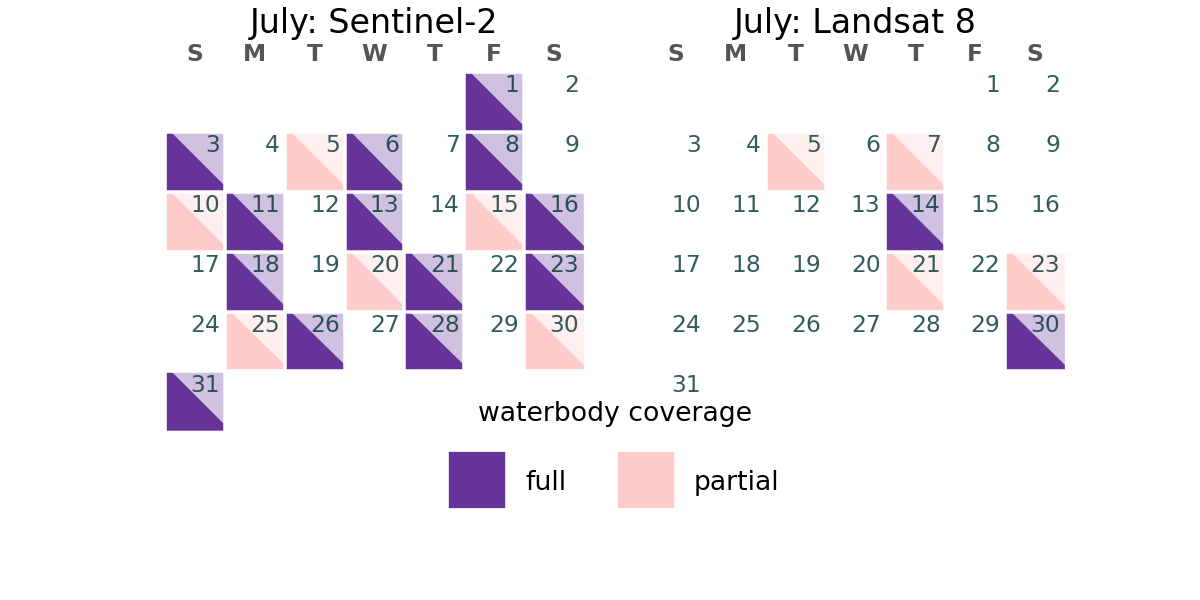 July: Sentinel-2
S M T W T F S
1 2
3 4 5 6 7 8 9
10 11 12 13 14 15 16
17 18 19 20 21 22 23
24 25 26 27 28 29 30
31
July: Landsat 8
S M T W T F S
1 2
3 4 5 6 7 8 9
10 11 12 13 14 15 16
17 18 19 20 21 22 23
24 25 26 27 28 29 30
31
waterbody coverage
full partial